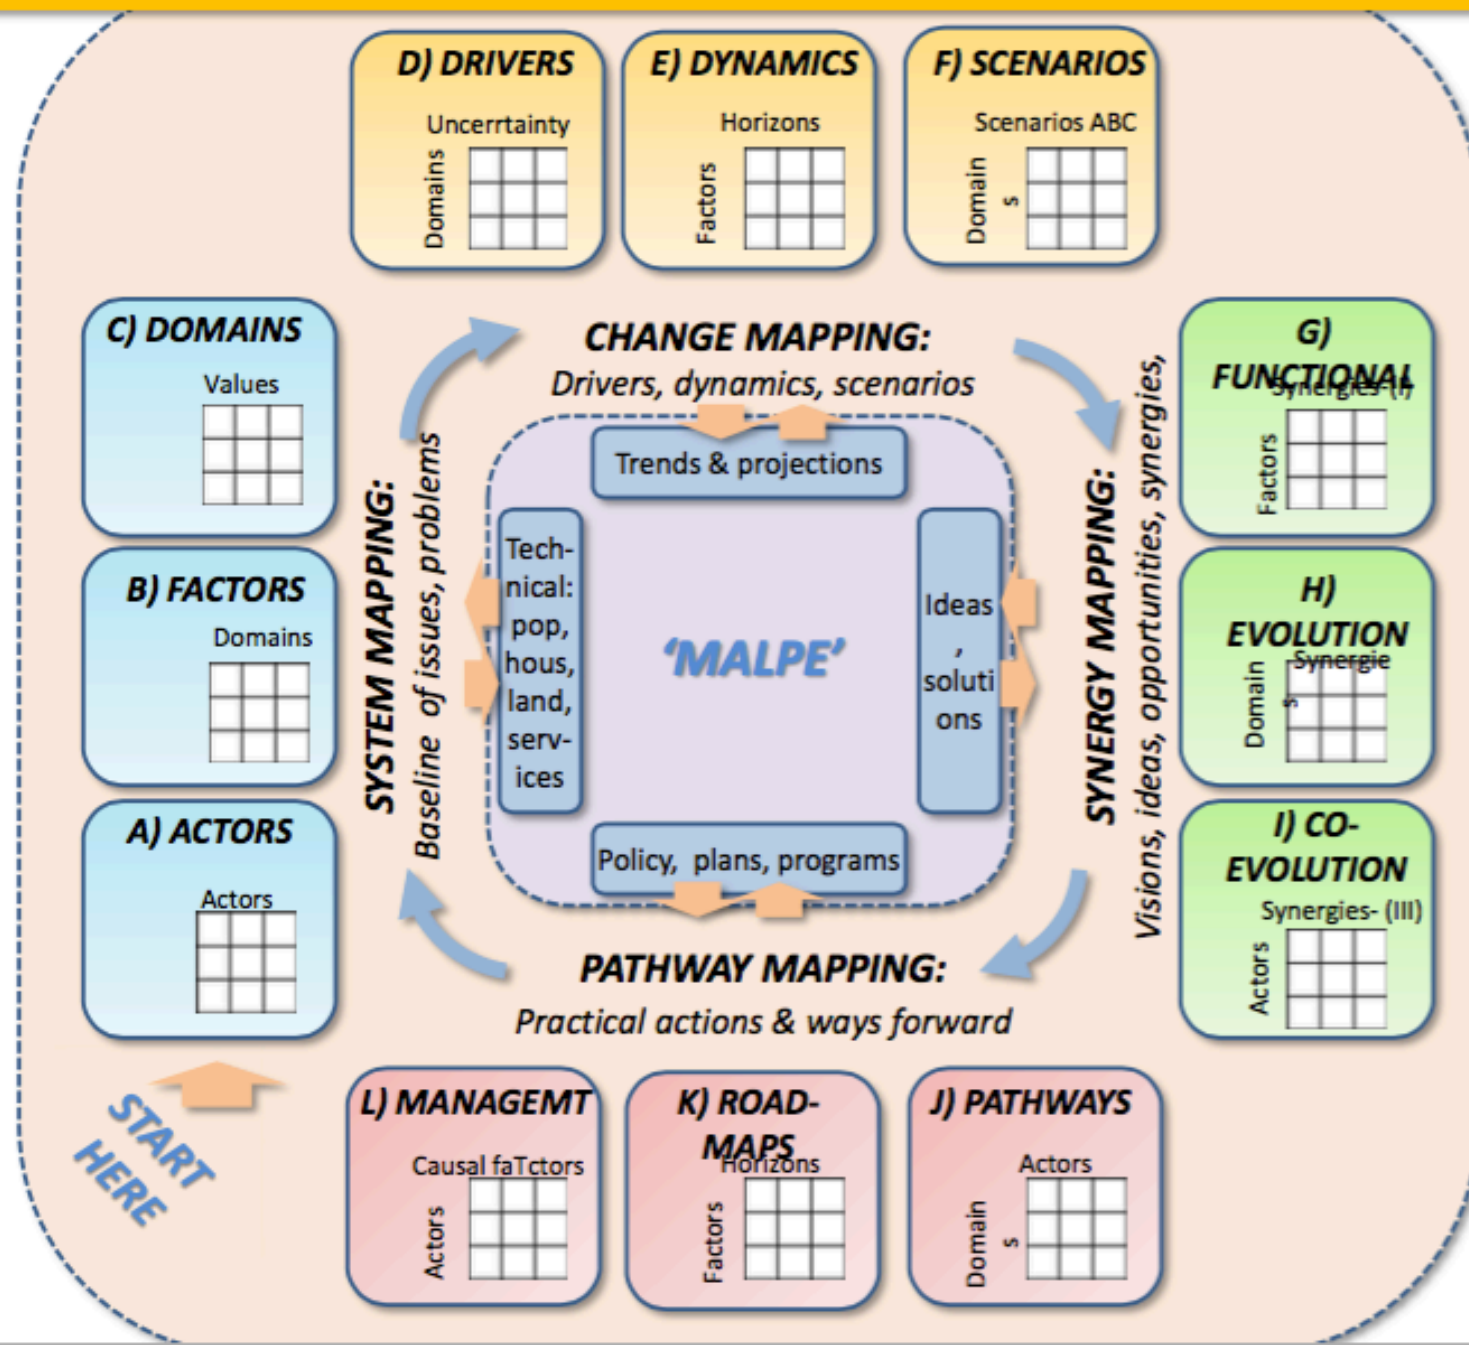 D) DRIVERS
Uncerrtainty
Domains
E) DYNAMICS
Horizons
Factors
F) SCENARIOS
Scenarios ABC
Domain
s
C) DOMAINS
Values
B) FACTORS
Domains
A) ACTORS
Actors
START
HERE
SYSTEM MAPPING:
Baseline of issues, problems
CHANGE MAPPING:
Drivers, dynamics, scenarios
Trends & projections
Tech-
nical:
pop,
hous,
land,
serv-
ices
'MALPE'
Ideas
,
soluti
ons
Policy, plans, programs
PATHWAY MAPPING:
Practical actions & ways forward
SYNERGY MAPPING:
Visions, ideas, opportunities, synergies,
G)
FUNCTIONAL
Synergies- (I)
Factors
H)
EVOLUTION
Synergie
s
Domain
I) CO-
EVOLUTION
Synergies- (III)
Actors
L) MANAGEMT
Causal faTctors
Actors
K) ROAD-
MAPS
Horizons
Factors
J) PATHWAYS
Actors
Domain
s